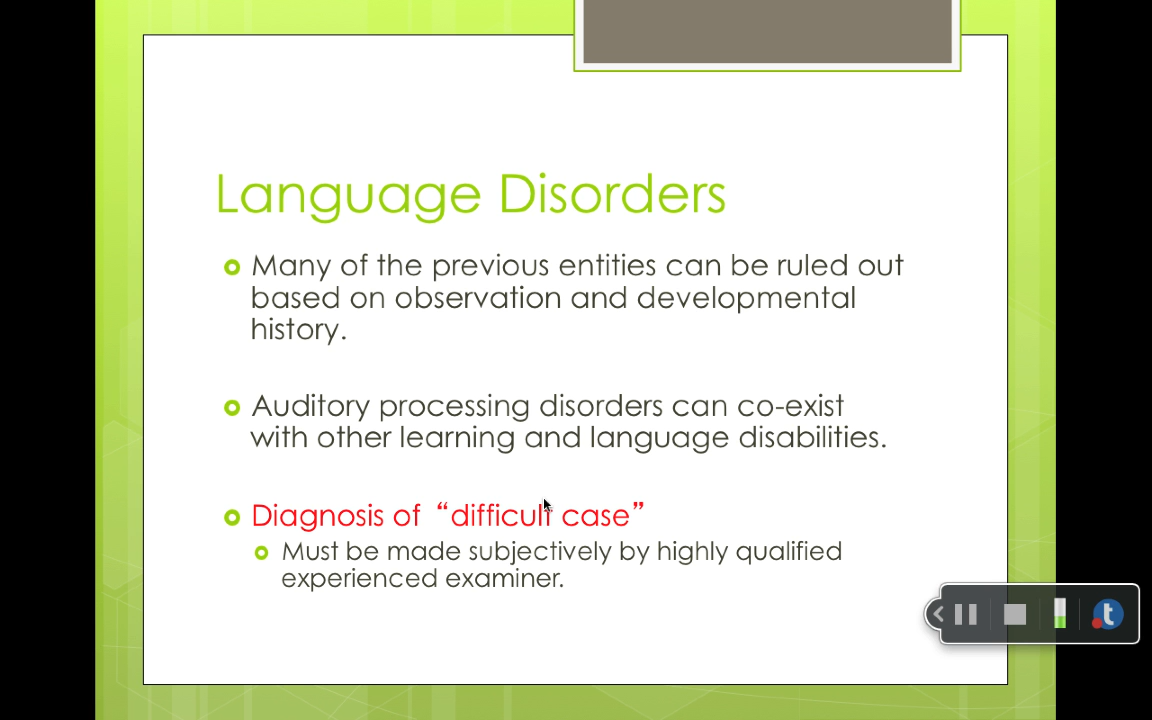 Language Disorders
Many of the previous entities can be ruled out
based on observation and developmental
history.
Auditory processing disorders can co-exist
with other learning and language disabilities.
Diagnosis of “difficult case”
Must be made subjectively by highly qualified
experienced examiner.
t